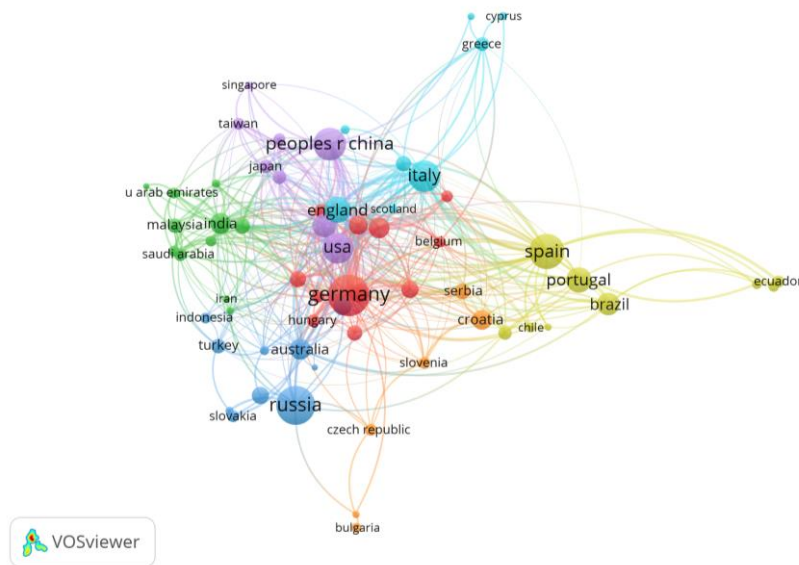 cyprus
greece
singapore
taiwan
peoples r china
japan
italy
u arab emirates
england
scotland
malaysia
india
usa
belgium
saudi arabia
spain
portugal
ecuador
germany
serbia
iran
brazil
indonesia
hungary
croatia
chile
turkey
australia
slovenia
russia
slovakia
czech republic
bulgaria
VOSviewer